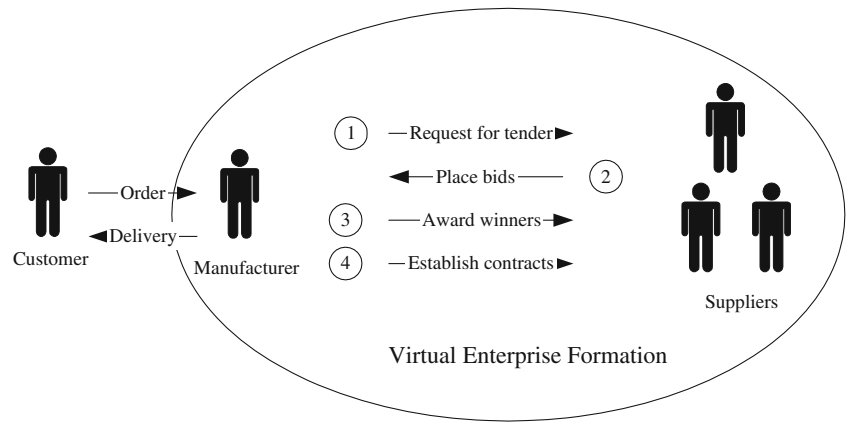 1
Request for tender
Place bids
2
Order
3
Award winners
Delivery
Customer
Manufacturer
4
Establish contracts
Suppliers
Virtual Enterprise Formation